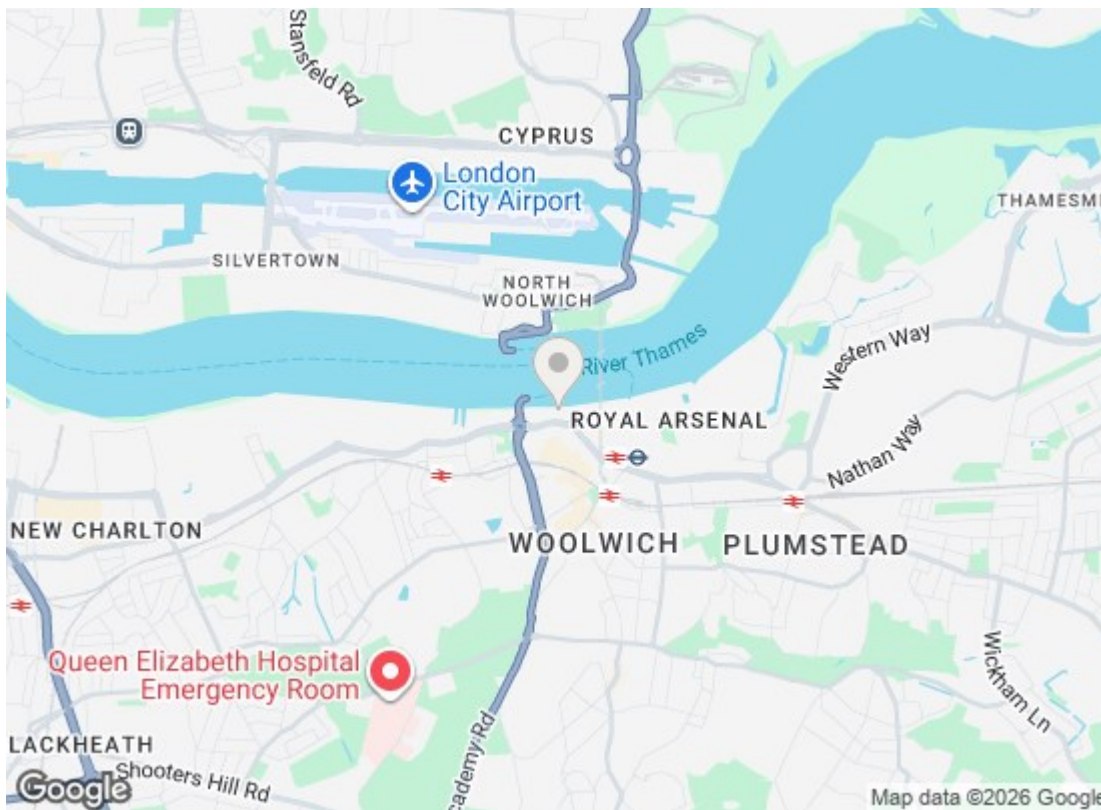 Stansfeld Rd
CYPRUS
London
City Airport
THAMESM
SILVERTOWN
NORTH
WOOLWICH
River Thames
Western Way
ROYAL ARSENAL
Nathan Way
NEW CHARLTON
WOOLWICH
PLUMSTEAD
Queen Elizabeth Hospital
Emergency Room
Wickham Ln
LACKHEATH
Shooters Hill Rd
cademy Rd
Google
Map data ©2026 Google